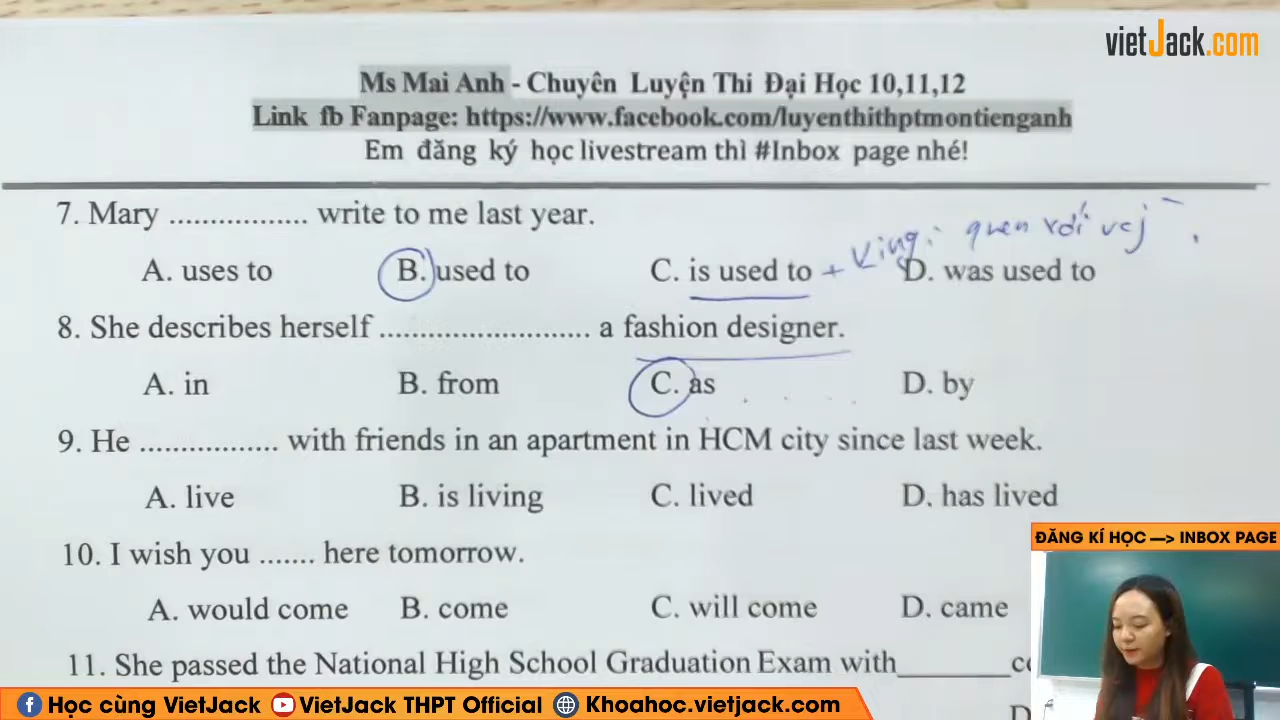 vietJack.com
Ms Mai Anh - Chuyên Luyện Thi Đại Học 10,11,12
Link fb Fanpage: https://www.facebook.com/luyenthithptmontienganh
Em đăng ký học livestream thì #Inbox page nhé!
7. Mary ................. write to me last year.
+ Ving: quen với
A. uses to B. used to C. is used to D. was used to
8. She describes herself .......................... a fashion designer.
A. in B. from C. as D. by
9. He ................. with friends in an apartment in HCM city since last week.
A. live B. is living C. lived D. has lived
10. I wish you ....... here tomorrow.
A. would come B. come C. will come D. came
11. She passed the National High School Graduation Exam with________
ĐĂNG KÍ HỌC —> INBOX PAGE
Học cùng VietJack VietJack THPT Official Khoahoc.vietjack.com